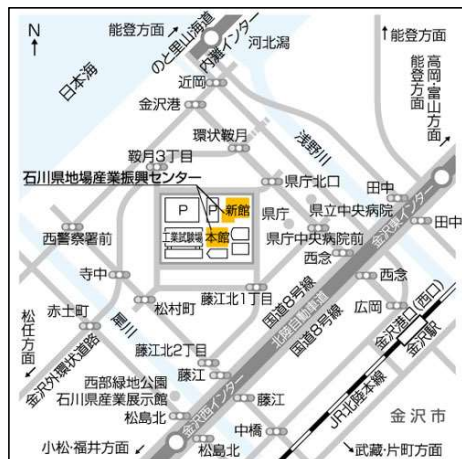 能登方面
のと里山海道
内灘インター
河北潟
能登方面
高岡・富山方面
能登方面
N
日本海
近岡
金沢港
浅野川
環状鞍月
鞍月3丁目
石川県地場産業振興センター
県庁北口
田中
金沢東インター
P
P
新館
県庁
県立中央病院
田中
西警察署前
工業試験場
本館
県庁中央病院前
西念
寺中
西念
藤江北1丁目
国道8号線
北陸自動車道
広岡
金沢港口(西口)
金沢駅
赤土町
松村町
犀川
松任方面
金沢外環状道路
藤江北2丁目
国道8号線
藤江
西部緑地公園
石川県産業展示館
金沢西インター
藤江
JR北陸本線
松島北
金沢市
中橋
小松・福井方面
松島北
武蔵・片町方面